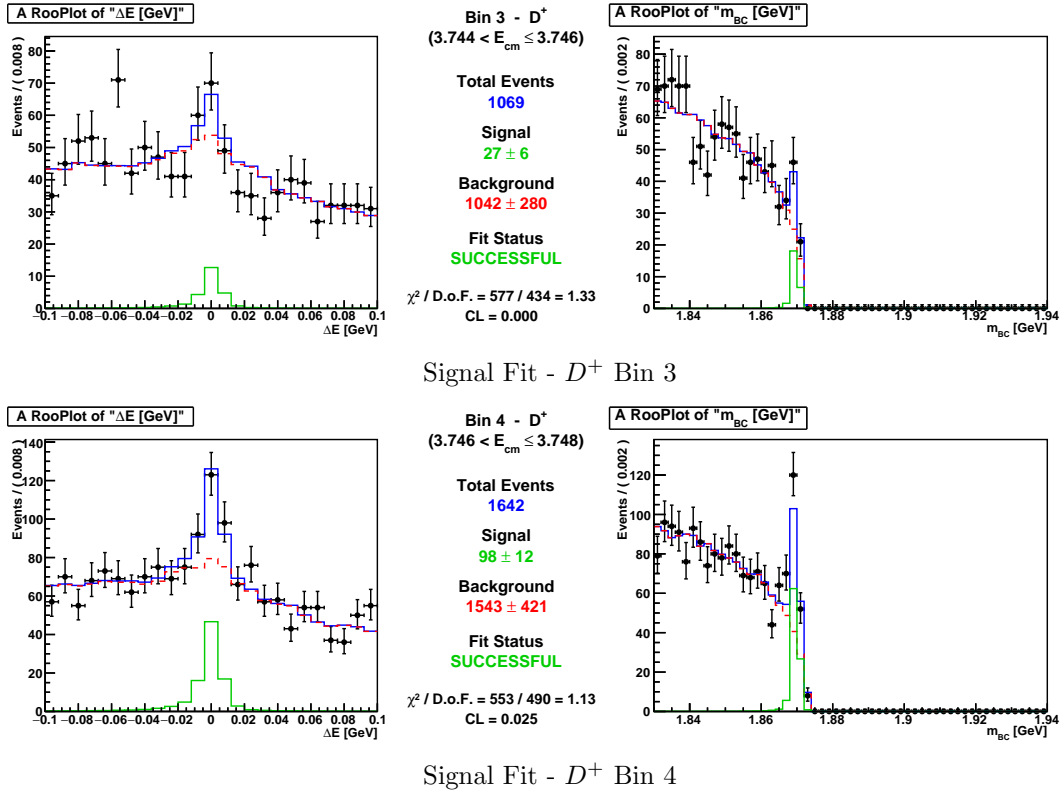 A RooPlot of "ΔE [GeV]"
Events / ( 0.008 )
80
70
60
50
40
30
20
10
0
−0.1 −0.08 −0.06 −0.04 −0.02 0 0.02 0.04 0.06 0.08 0.1
ΔE [GeV]
Bin 3 - D⁺
(3.744 < E_cm ≤ 3.746)
Total Events
1069
Signal
27 ± 6
Background
1042 ± 280
Fit Status
SUCCESSFUL
χ² / D.o.F. = 577 / 434 = 1.33
CL = 0.000
A RooPlot of "m_BC [GeV]"
Events / ( 0.002 )
80
70
60
50
40
30
20
10
0
1.84 1.86 1.88 1.9 1.92 1.94
m_BC [GeV]
Signal Fit - D⁺ Bin 3
A RooPlot of "ΔE [GeV]"
Events / ( 0.008 )
140
120
100
80
60
40
20
0
−0.1 −0.08 −0.06 −0.04 −0.02 0 0.02 0.04 0.06 0.08 0.1
ΔE [GeV]
Bin 4 - D⁺
(3.746 < E_cm ≤ 3.748)
Total Events
1642
Signal
98 ± 12
Background
1543 ± 421
Fit Status
SUCCESSFUL
χ² / D.o.F. = 553 / 490 = 1.13
CL = 0.025
A RooPlot of "m_BC [GeV]"
Events / ( 0.002 )
120
100
80
60
40
20
0
1.84 1.86 1.88 1.9 1.92 1.94
m_BC [GeV]
Signal Fit - D⁺ Bin 4